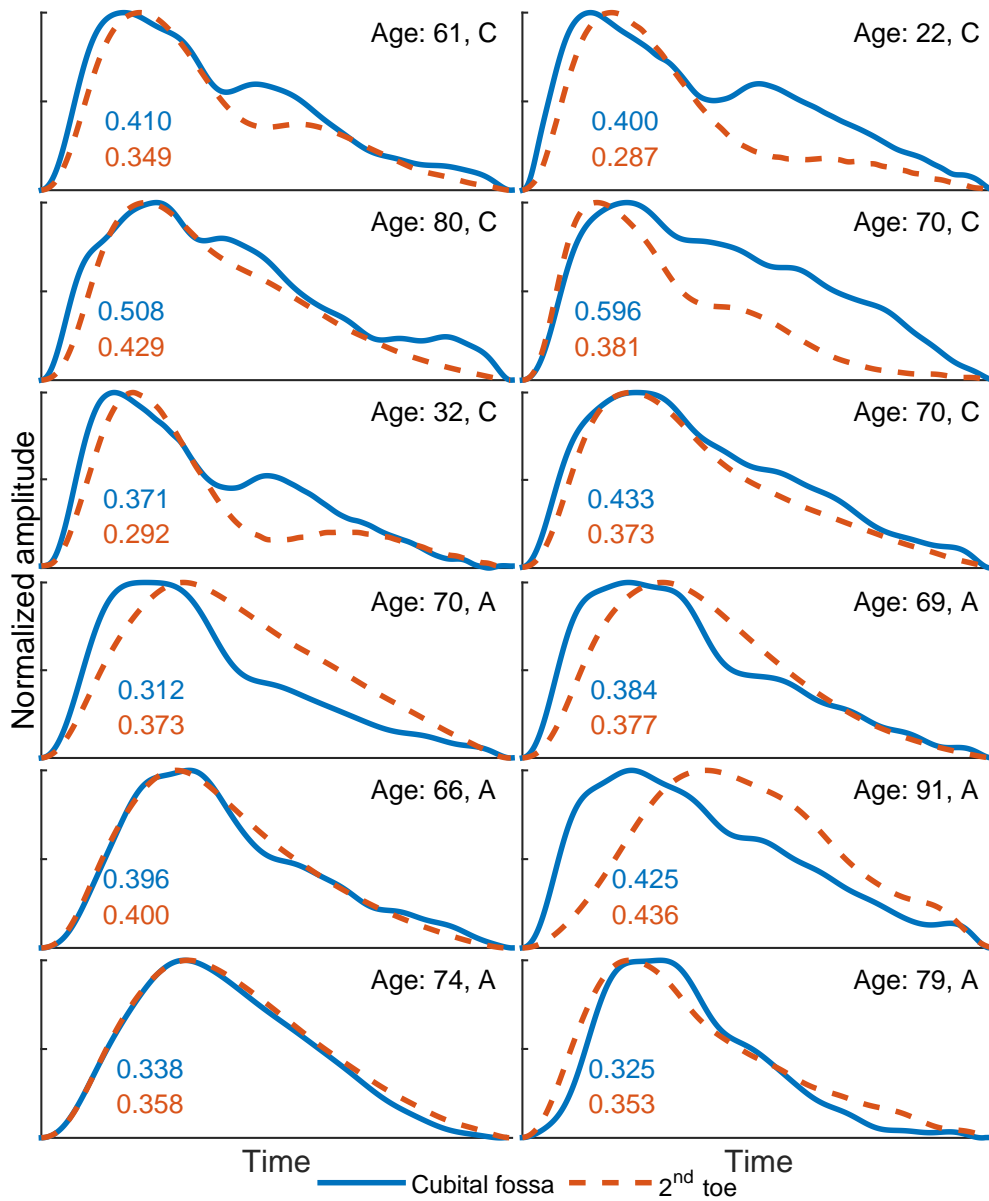 Age: 61, C
0.410
0.349
Age: 22, C
0.400
0.287
Age: 80, C
0.508
0.429
Age: 70, C
0.596
0.381
Age: 32, C
0.371
0.292
Age: 70, C
0.433
0.373
Age: 70, A
0.312
0.373
Age: 69, A
0.384
0.377
Age: 66, A
0.396
0.400
Age: 91, A
0.425
0.436
Age: 74, A
0.338
0.358
Age: 79, A
0.325
0.353
Normalized amplitude
Time
Time
Cubital fossa
2nd toe